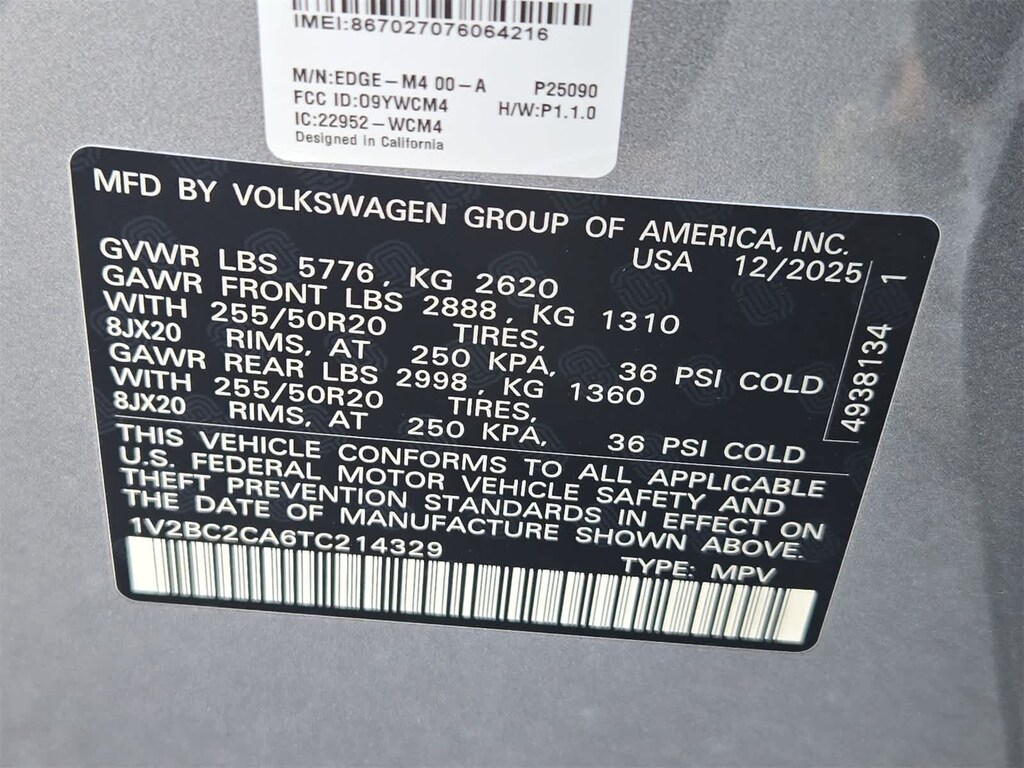 IMEI:867027076064216
M/N:EDGE-M4 00-A P25090
FCC ID:O9YWCM4 H/W:P1.1.0
IC:22952-WCM4
Designed in California
MFD BY VOLKSWAGEN GROUP OF AMERICA, INC.
USA 12/2025
GVWR LBS 5776, KG 2620
GAWR FRONT LBS 2888, KG 1310
WITH 255/50R20 TIRES,
8JX20 RIMS, AT 250 KPA, 36 PSI COLD
GAWR REAR LBS 2998, KG 1360
WITH 255/50R20 TIRES,
8JX20 RIMS, AT 250 KPA, 36 PSI COLD
4938134 1
THIS VEHICLE CONFORMS TO ALL APPLICABLE
U.S. FEDERAL MOTOR VEHICLE SAFETY AND
THEFT PREVENTION STANDARDS IN EFFECT ON
THE DATE OF MANUFACTURE SHOWN ABOVE.
1V2BC2CA6TC214329 TYPE: MPV